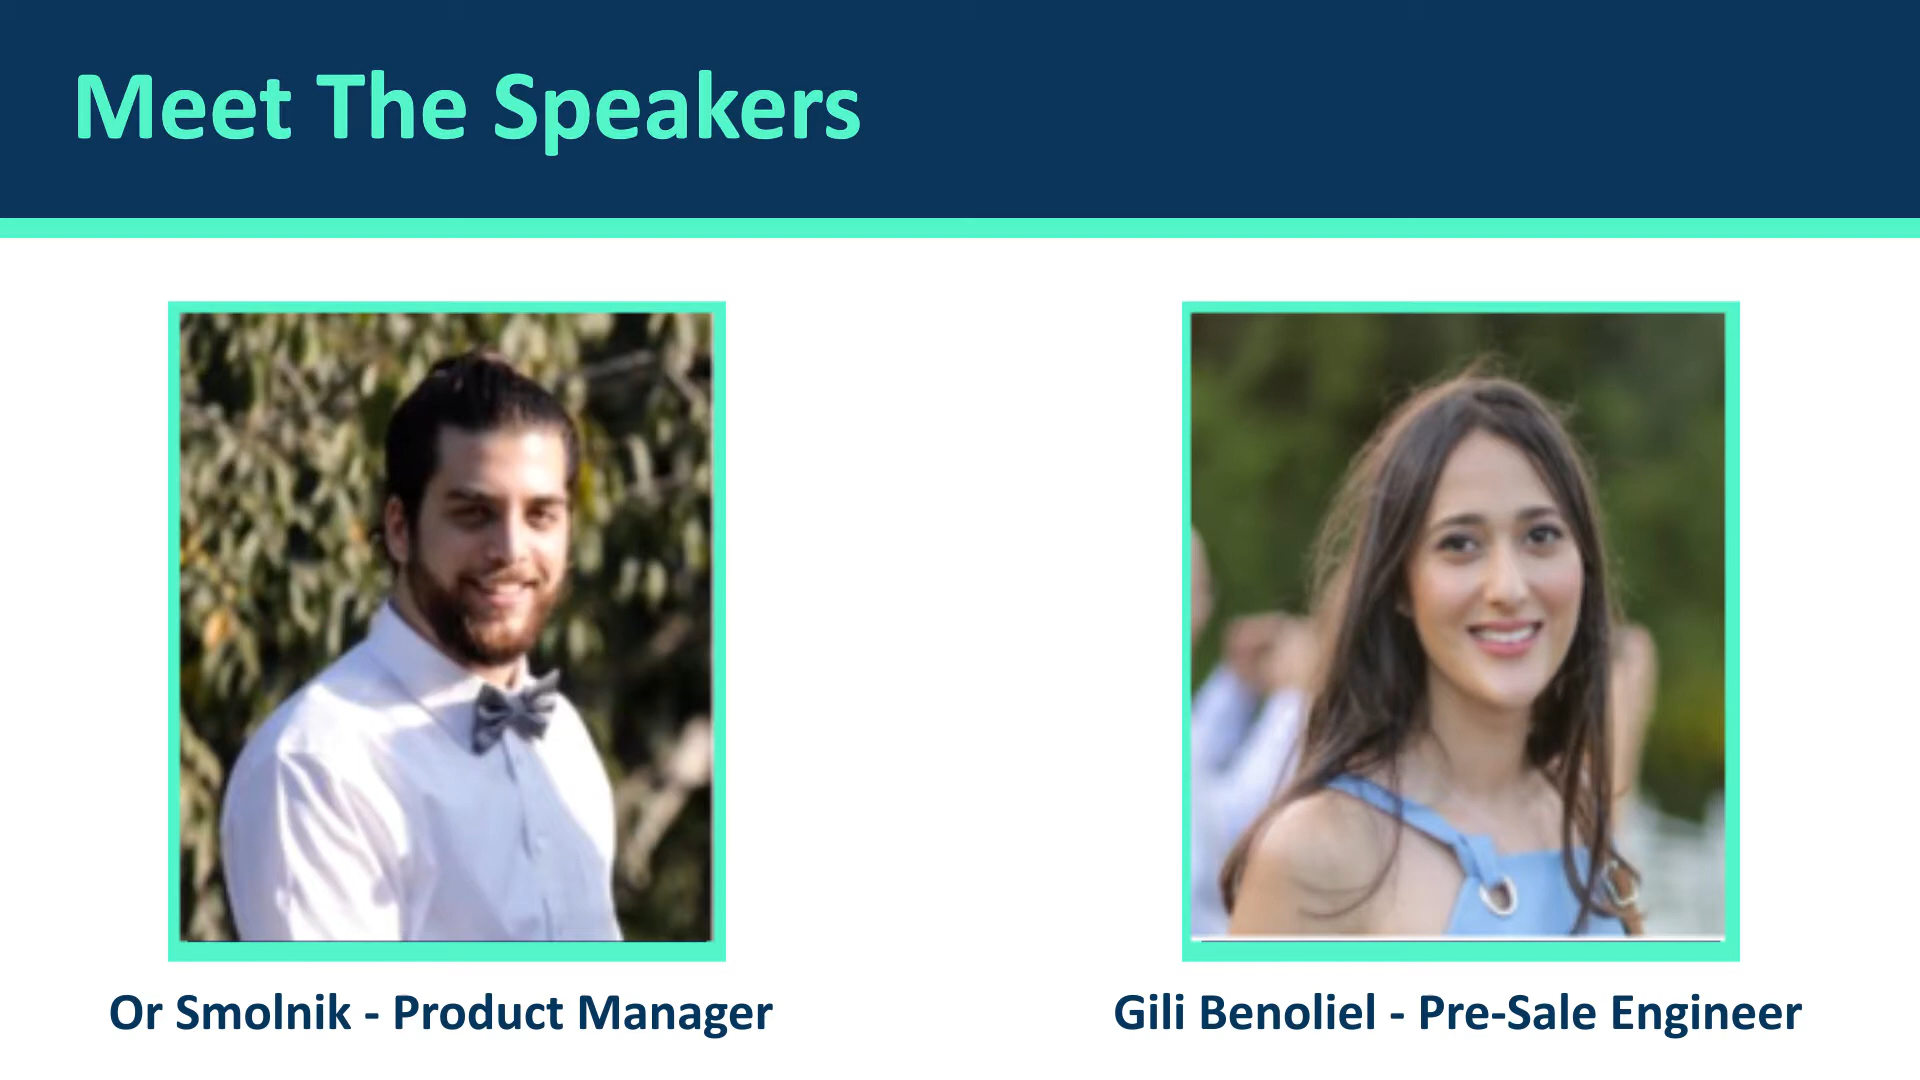 Meet The Speakers
Or Smolnik - Product Manager
Gili Benoliel - Pre-Sale Engineer